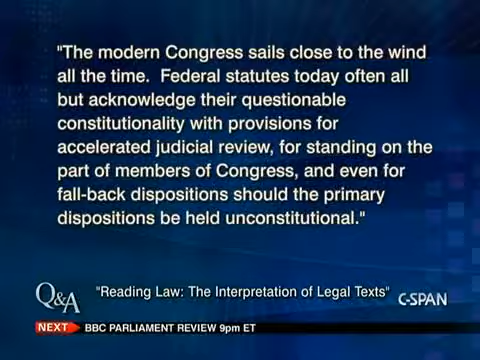 "The modern Congress sails close to the wind
all the time.  Federal statutes today often all
but acknowledge their questionable
constitutionality with provisions for
accelerated judicial review, for standing on the
part of members of Congress, and even for
fall-back dispositions should the primary
dispositions be held unconstitutional."
Q&A
"Reading Law: The Interpretation of Legal Texts"
C-SPAN
NEXT
BBC PARLIAMENT REVIEW 9pm ET